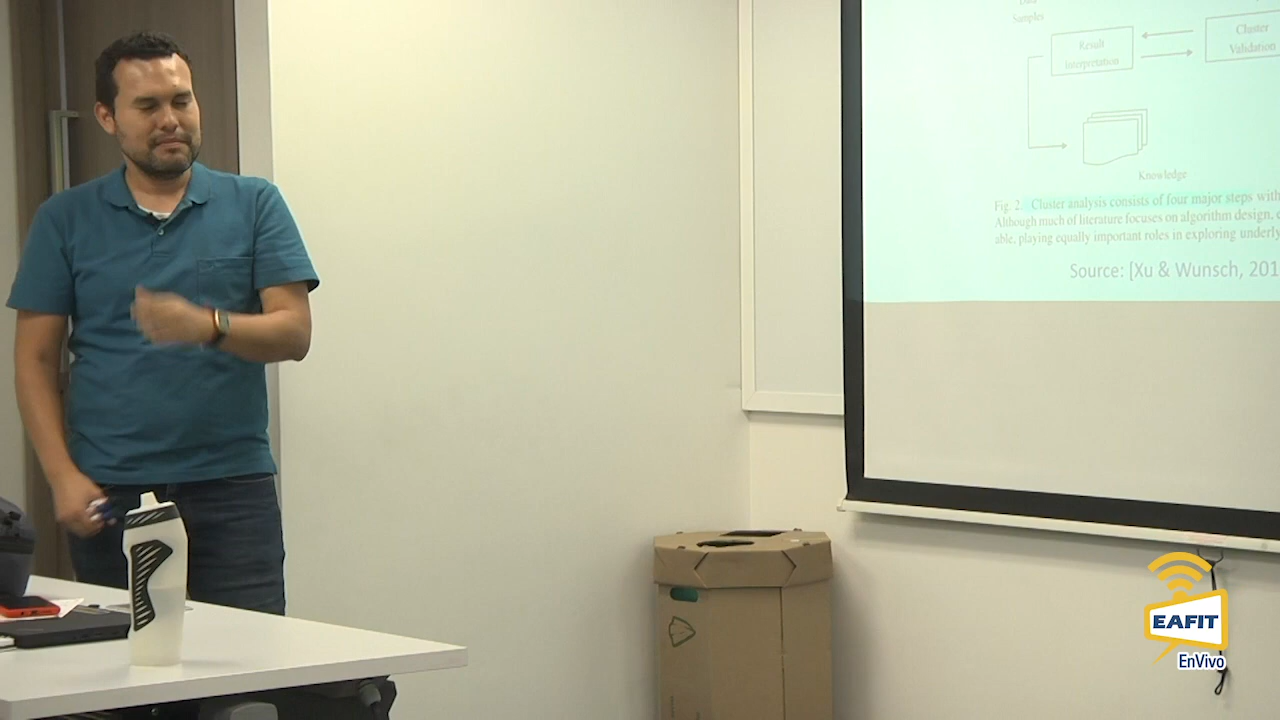 Data
Samples
Result
Interpretation
Cluster
Validation
Knowledge
Fig. 2. Cluster analysis consists of four major steps with
Although much of literature focuses on algorithm design,
able, playing equally important roles in exploring underly
Source: [Xu & Wunsch, 201
EAFIT
EnVivo